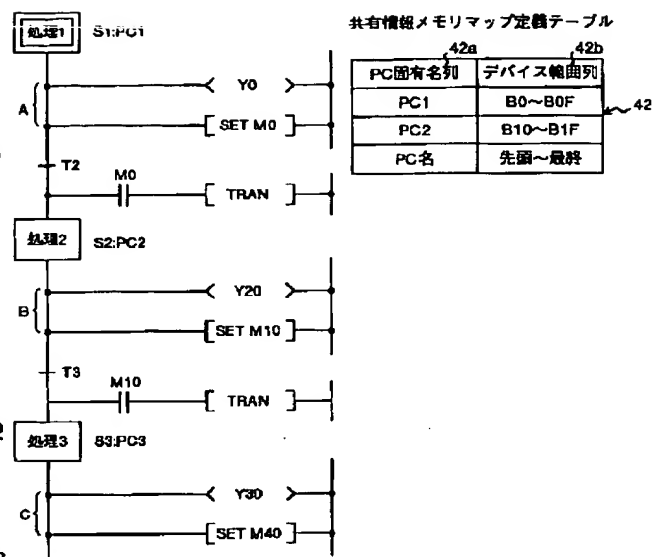 処理1 S1:PC1
Y0
A
SET M0
T2
M0
TRAN
処理2 S2:PC2
Y20
B
SET M10
T3
M10
TRAN
処理3 S3:PC3
Y30
C
SET M40
共有情報メモリマップ定義テーブル
42a 42b
PC固有名列 デバイス範囲列
PC1 B0～B0F
42
PC2 B10～B1F
PC名 先頭～最終